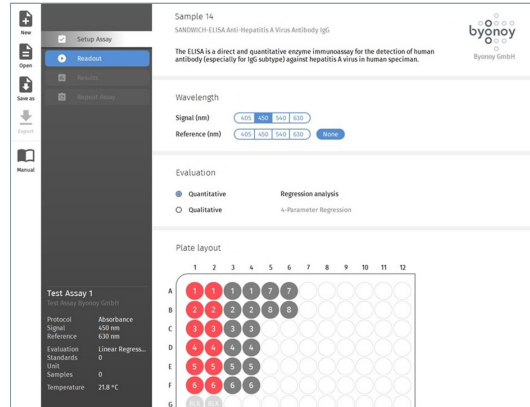 New
Open
Save as
Export
Manual
Setup Assay
Readout
Results
Repeat Assay
Test Assay 1
Test Assay Byonoy GmbH
Protocol Absorbance
Signal 450 nm
Reference 630 nm
Evaluation Linear Regress...
Standards 0
Unit
Samples 0
Temperature 21.8 °C
Sample 14
SANDWICH-ELISA Anti-Hepatitis A Virus Antibody IgG
The ELISA is a direct and quantitative enzyme immunoassay for the detection of human
antibody (especially for IgG subtype) against hepatitis A virus in human specimen.
byonoy
Byonoy GmbH
Wavelength
Signal (nm) 405 450 540 630
Reference (nm) 405 450 540 630 None
Evaluation
Quantitative Regression analysis
Qualitative 4-Parameter Regression
Plate layout
1 2 3 4 5 6 7 8 9 10 11 12
A 1 1 1 1 7 7
B 2 2 2 2 8 8
C 3 3 3 3
D 4 4 4 4
E 5 5 5 5
F 6 6 6 6
G